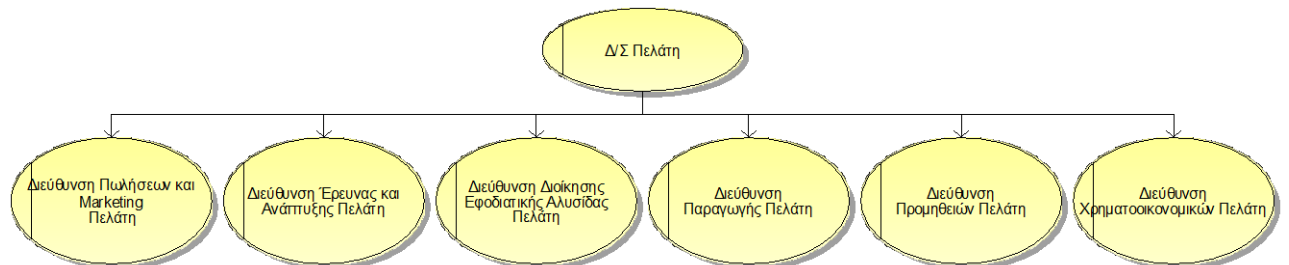 Δ/Σ Πελάτη
Διεύθυνση Πωλήσεων και
Marketing
Πελάτη
Διεύθυνση Έρευνας και
Ανάπτυξης Πελάτη
Διεύθυνση Διοίκησης
Εφοδιατικής Αλυσίδας
Πελάτη
Διεύθυνση
Παραγωγής Πελάτη
Διεύθυνση
Προμηθειών Πελάτη
Διεύθυνση
Χρηματοοικονομικών Πελάτη